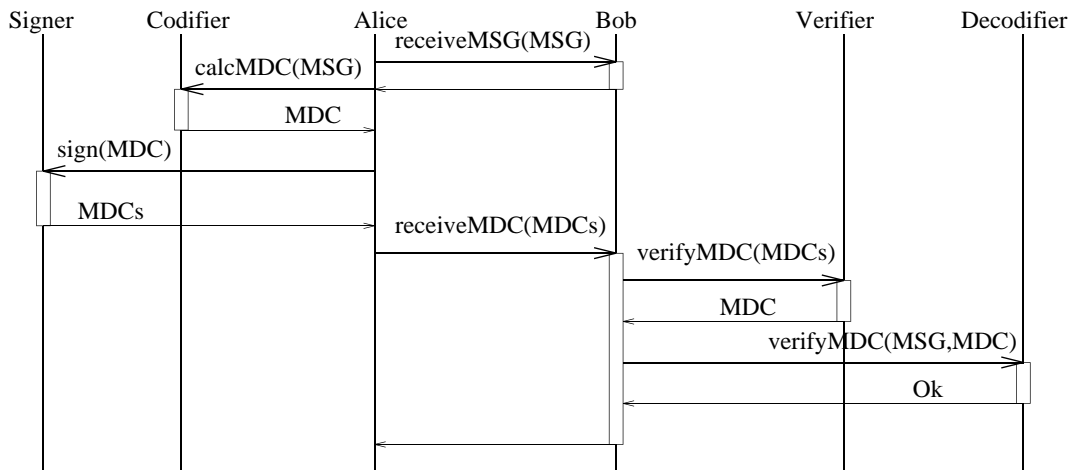 Signer Codifier Alice Bob Verifier Decodifier
receiveMSG(MSG)
calcMDC(MSG)
MDC
sign(MDC)
MDCs
receiveMDC(MDCs)
verifyMDC(MDCs)
MDC
verifyMDC(MSG,MDC)
Ok